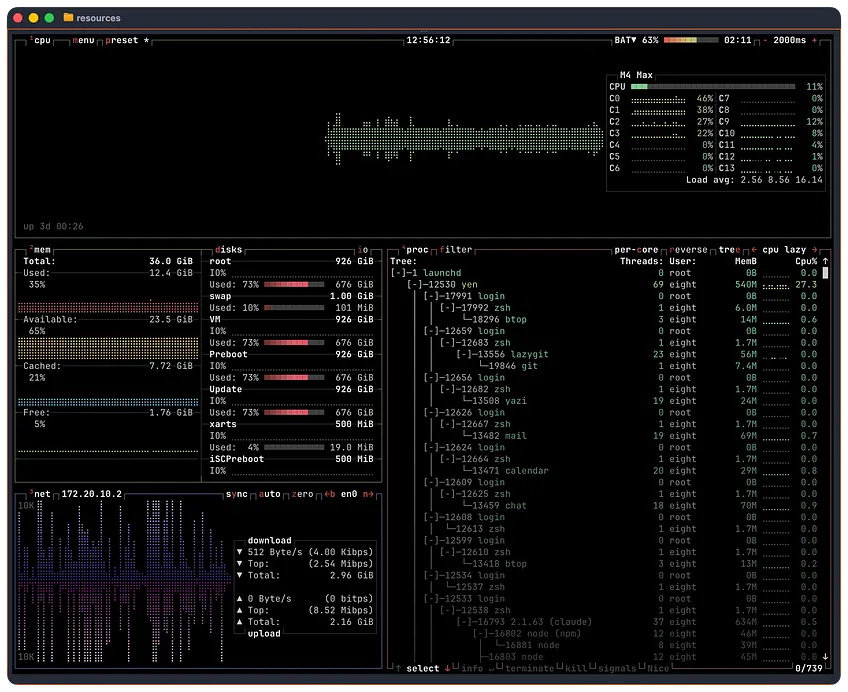 resources
¹cpu menu preset * 12:56:12 BAT▼ 63% 02:11 - 2000ms +
M4 Max
CPU 11%
C0 46% C7 0%
C1 38% C8 0%
C2 27% C9 12%
C3 22% C10 8%
C4 0% C11 4%
C5 0% C12 1%
C6 0% C13 0%
Load avg: 2.56 8.56 16.14
up 3d 00:26
²mem
Total: 36.0 GiB
Used: 12.4 GiB
35%
Available: 23.5 GiB
65%
Cached: 7.72 GiB
21%
Free: 1.76 GiB
5%
disks io
root 926 GiB
IO%
Used: 73% 676 GiB
swap 1.00 GiB
Used: 10% 101 MiB
VM 926 GiB
IO%
Used: 73% 676 GiB
Preboot 926 GiB
IO%
Used: 73% 676 GiB
Update 926 GiB
IO%
Used: 73% 676 GiB
xarts 500 MiB
IO%
Used: 4% 19.0 MiB
iSCPreboot 500 MiB
IO%
³net 172.20.10.2 sync auto zero ←b en0 n→
10K
download
▼ 512 Byte/s (4.00 Kibps)
▼ Top: (2.54 Mibps)
▼ Total: 2.96 GiB
▲ 0 Byte/s (0 bitps)
▲ Top: (8.52 Mibps)
▲ Total: 2.16 GiB
upload
10K
⁴proc filter per-core reverse tree ← cpu lazy →
Tree: Threads: User: MemB Cpu% ↑
[-]─1 launchd 0 root 0B 0.0
[-]─12530 yen 69 eight 540M 27.3
[-]─17991 login 0 root 0B 0.0
[-]─17992 zsh 1 eight 6.0M 0.0
└─18296 btop 3 eight 14M 0.6
[-]─12659 login 0 root 0B 0.0
[-]─12683 zsh 1 eight 1.7M 0.0
[-]─13556 lazygit 23 eight 56M 0.0
└─19846 git 1 eight 7.4M 0.0
[-]─12656 login 0 root 0B 0.0
[-]─12682 zsh 1 eight 1.7M 0.0
└─13508 yazi 19 eight 24M 0.0
[-]─12626 login 0 root 0B 0.0
[-]─12667 zsh 1 eight 1.7M 0.0
└─13482 mail 19 eight 69M 0.7
[-]─12624 login 0 root 0B 0.0
[-]─12664 zsh 1 eight 1.7M 0.0
└─13471 calendar 20 eight 29M 0.8
[-]─12609 login 0 root 0B 0.0
[-]─12625 zsh 1 eight 1.7M 0.0
└─13459 chat 18 eight 70M 0.9
[-]─12608 login 0 root 0B 0.0
└─12613 zsh 1 eight 1.7M 0.0
[-]─12599 login 0 root 0B 0.0
[-]─12610 zsh 1 eight 1.7M 0.0
└─13418 btop 3 eight 13M 0.2
[-]─12534 login 0 root 0B 0.0
└─12537 zsh 1 eight 1.7M 0.0
[-]─12533 login 0 root 0B 0.0
[-]─12538 zsh 1 eight 1.7M 0.0
[-]─16793 2.1.63 (claude) 37 eight 634M 0.5
[-]─16802 node (npm) 12 eight 46M 0.0
└─16881 node 8 eight 39M 0.0
├─16803 node 12 eight 45M 0.0 ↓
↑ select ↓ info ↵ terminate kill signals Nice 0/739